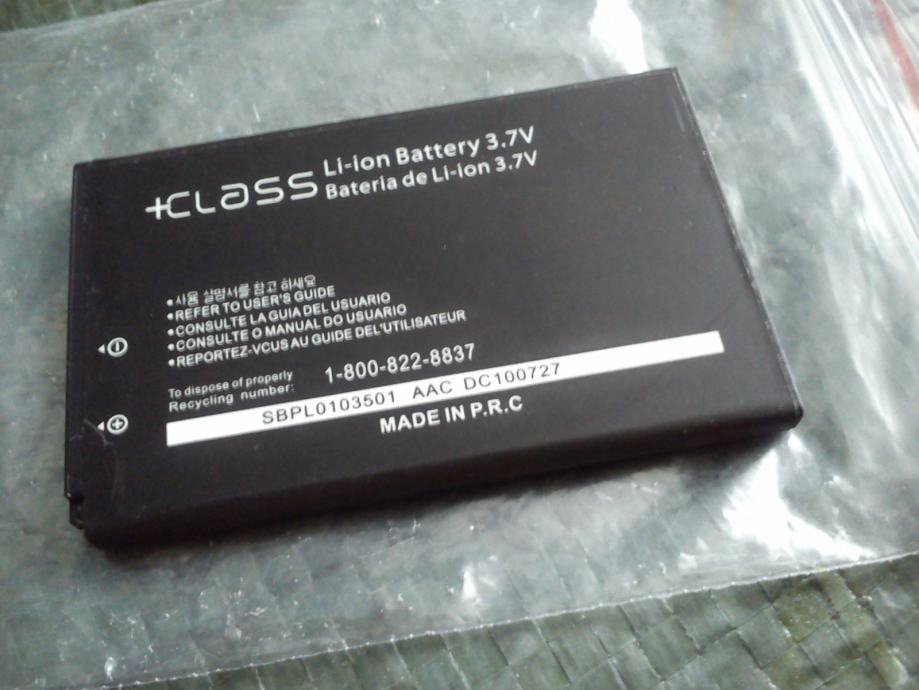 +CLASS
Li-ion Battery 3.7V
Bateria de Li-ion 3.7V
•사용 설명서를 참고 하세요
•REFER TO USER'S GUIDE
•CONSULTE LA GUIA DEL USUARIO
•CONSULTE O MANUAL DO USUARIO
•REPORTEZ-VCUS AU GUIDE DEL'UTILISATEUR
To dispose of properly
Recycling number: 1-800-822-8837
SBPL0103501 AAC DC100727
MADE IN P.R.C